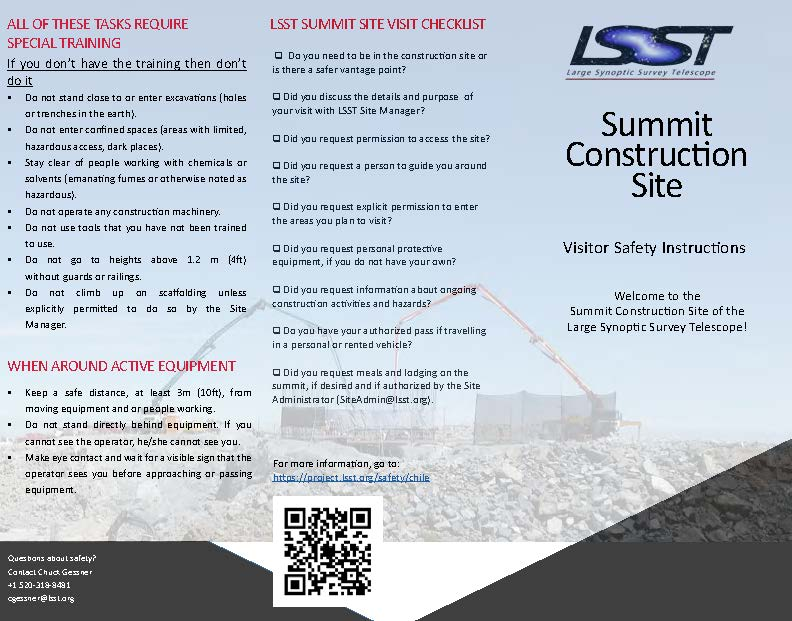 ALL OF THESE TASKS REQUIRE
SPECIAL TRAINING
If you don't have the training then don't
do it
• Do not stand close to or enter excavations (holes
or trenches in the earth).
• Do not enter confined spaces (areas with limited,
hazardous access, dark places).
• Stay clear of people working with chemicals or
solvents (emanating fumes or otherwise noted as
hazardous).
• Do not operate any construction machinery.
• Do not use tools that you have not been trained
to use.
• Do not go to heights above 1.2 m (4ft)
without guards or railings.
• Do not climb up on scaffolding unless
explicitly permitted to do so by the Site
Manager.
WHEN AROUND ACTIVE EQUIPMENT
• Keep a safe distance, at least 3m (10ft), from
moving equipment and or people working.
• Do not stand directly behind equipment. If you
cannot see the operator, he/she cannot see you.
• Make eye contact and wait for a visible sign that the
operator sees you before approaching or passing
equipment.
Questions about safety?
Contact Chuck Gessner
+1 520-318-8481
cgessner@lsst.org
LSST SUMMIT SITE VISIT CHECKLIST
❑ Do you need to be in the construction site or
is there a safer vantage point?
❑ Did you discuss the details and purpose of
your visit with LSST Site Manager?
❑ Did you request permission to access the site?
❑ Did you request a person to guide you around
the site?
❑ Did you request explicit permission to enter
the areas you plan to visit?
❑ Did you request personal protective
equipment, if you do not have your own?
❑ Did you request information about ongoing
construction activities and hazards?
❑ Do you have your authorized pass if travelling
in a personal or rented vehicle?
❑ Did you request meals and lodging on the
summit, if desired and if authorized by the Site
Administrator (SiteAdmin@lsst.org).
For more information, go to:
https://project.lsst.org/safety/chile
LSST
Large Synoptic Survey Telescope
Summit
Construction
Site
Visitor Safety Instructions
Welcome to the
Summit Construction Site of the
Large Synoptic Survey Telescope!